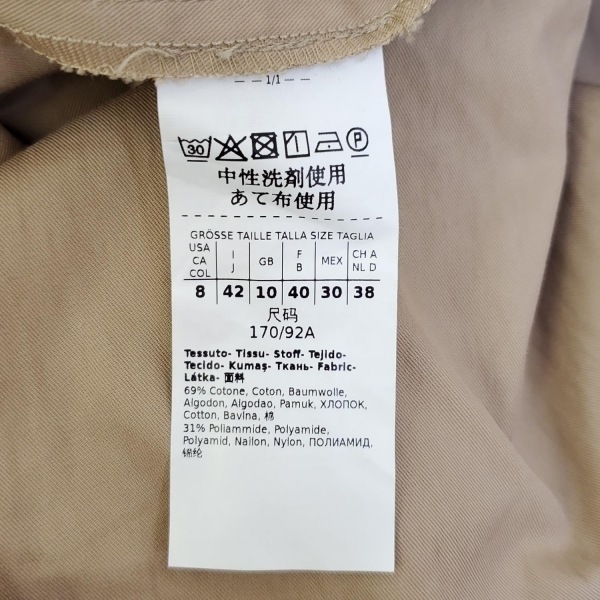 — — 1/1 — —
30 P
中性洗剤使用
あて布使用
GRÖSSE TAILLE TALLA SIZE TAGLIA
USA CA COL I J GB F B MEX CH A NL D
8 42 10 40 30 38
尺码
170/92A
Tessuto- Tissu- Stoff- Tejido-
Tecido- Kumaş- Ткань- Fabric-
Látka- 面料
69% Cotone, Coton, Baumwolle,
Algodon, Algodao, Pamuk, ХЛОПОК,
Cotton, Bavlna, 棉
31% Poliammide, Polyamide,
Polyamid, Nailon, Nylon, ПОЛИАМИД,
锦纶